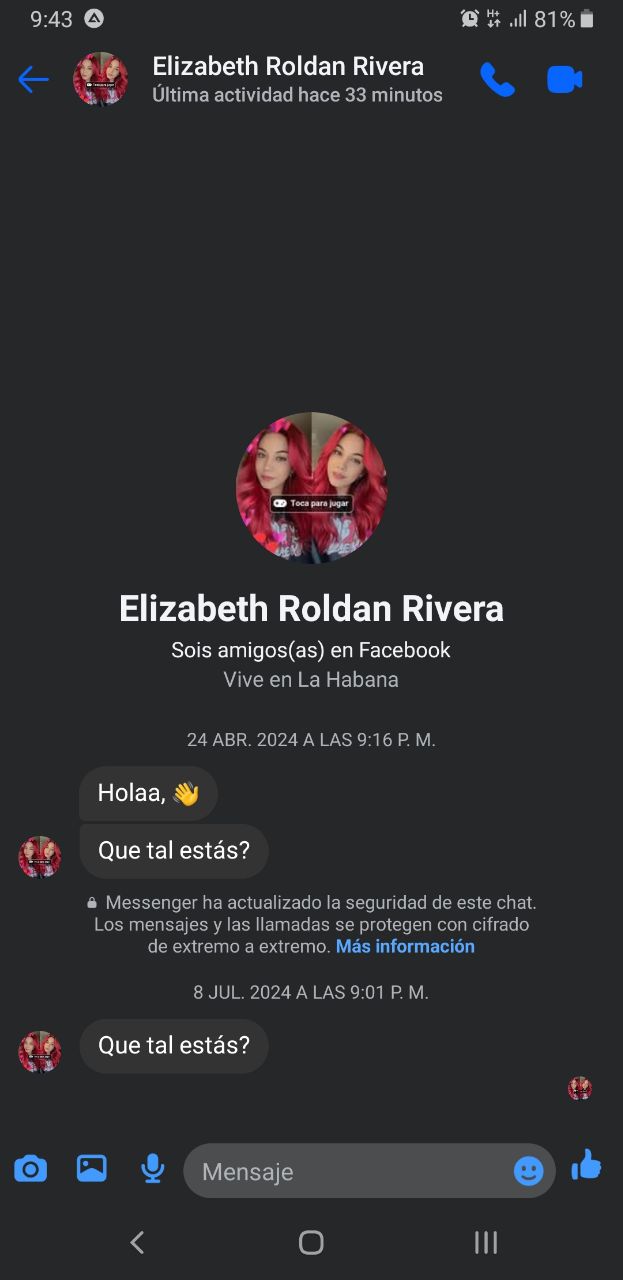 9:43
H+
81%
Elizabeth Roldan Rivera
Última actividad hace 33 minutos
Toca para jugar
Elizabeth Roldan Rivera
Sois amigos(as) en Facebook
Vive en La Habana
24 ABR. 2024 A LAS 9:16 P. M.
Holaa, 👋
Que tal estás?
Messenger ha actualizado la seguridad de este chat.
Los mensajes y las llamadas se protegen con cifrado
de extremo a extremo. Más información
8 JUL. 2024 A LAS 9:01 P. M.
Que tal estás?
Mensaje